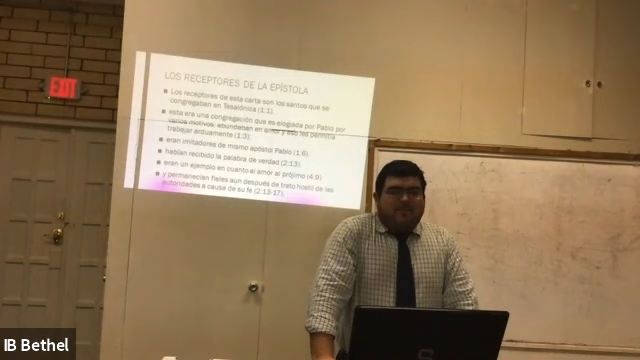 EXIT
LOS RECEPTORES DE LA EPÍSTOLA
Los receptores de esta carta son los santos que se
congregaban en Tesalónica (1:1).
esta era una congregación que es elogiada por Pablo por
varios motivos: abundaban en amor y eso les permitía
trabajar arduamente (1:3).
eran imitadores de mismo apóstol Pablo (1:6).
habían recibido la palabra de verdad (2:13).
eran un ejemplo en cuanto al amor al prójimo (4:9)
y permanecían fieles aun después de trato hostil de las
autoridades a causa de su fe (2:13-17).
IB Bethel